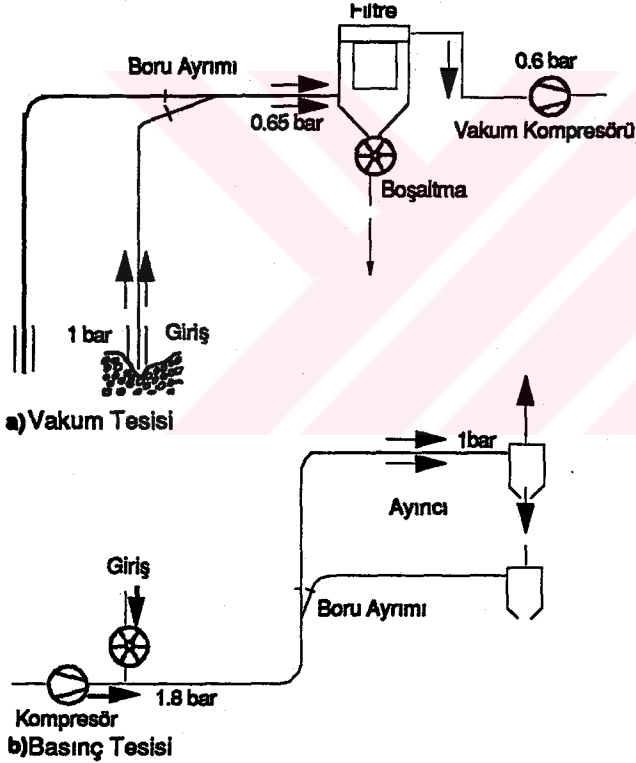 Filtre
Boru Ayrımı
0.6 bar
0.65 bar
Vakum Kompresörü
Boşaltma
1 bar
Giriş
a) Vakum Tesisi
1bar
Ayırıcı
Giriş
Boru Ayrımı
1.8 bar
Kompresör
b)Basınç Tesisi